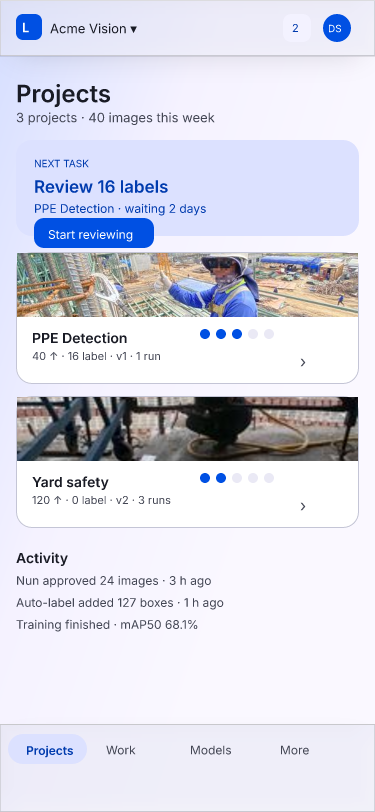 L Acme Vision ▾ 2 DS
Projects
3 projects · 40 images this week
NEXT TASK
Review 16 labels
PPE Detection · waiting 2 days
Start reviewing
PPE Detection
40 ↑ · 16 label · v1 · 1 run
›
Yard safety
120 ↑ · 0 label · v2 · 3 runs
›
Activity
Nun approved 24 images · 3 h ago
Auto-label added 127 boxes · 1 h ago
Training finished · mAP50 68.1%
Projects Work Models More